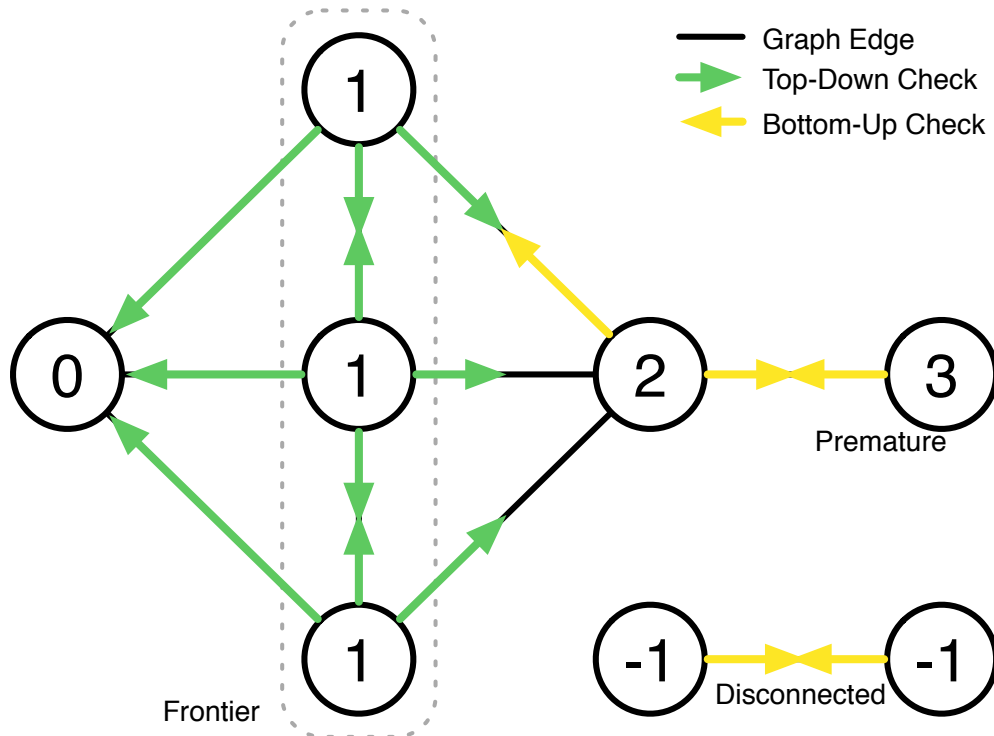 1
Graph Edge
Top-Down Check
Bottom-Up Check
0
1
2
3
Premature
1
-1
-1
Disconnected
Frontier